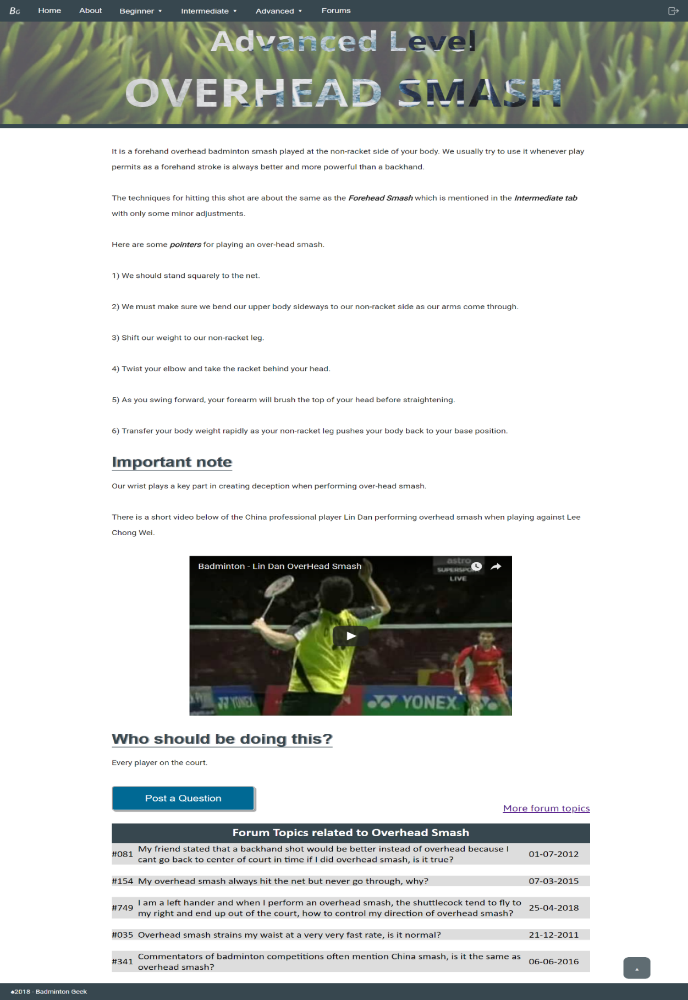 BG Home About Beginner ▾ Intermediate ▾ Advanced ▾ Forums
Advanced Level
OVERHEAD SMASH
It is a forehand overhead badminton smash played at the non-racket side of your body. We usually try to use it whenever play
permits as a forehand stroke is always better and more powerful than a backhand.
The techniques for hitting this shot are about the same as the Forehead Smash which is mentioned in the Intermediate tab
with only some minor adjustments.
Here are some pointers for playing an over-head smash.
1) We should stand squarely to the net.
2) We must make sure we bend our upper body sideways to our non-racket side as our arms come through.
3) Shift our weight to our non-racket leg.
4) Twist your elbow and take the racket behind your head.
5) As you swing forward, your forearm will brush the top of your head before straightening.
6) Transfer your body weight rapidly as your non-racket leg pushes your body back to your base position.
Important note
Our wrist plays a key part in creating deception when performing over-head smash.
There is a short video below of the China professional player Lin Dan performing overhead smash when playing against Lee
Chong Wei.
astro
Badminton - Lin Dan OverHead Smash
LIVE
YONEX
YONEX
Who should be doing this?
Every player on the court.
Post a Question
More forum topics
Forum Topics related to Overhead Smash
#081 My friend stated that a backhand shot would be better instead of overhead because I
cant go back to center of court in time if I did overhead smash, is it true? 01-07-2012
#154 My overhead smash always hit the net but never go through, why? 07-03-2015
#749 I am a left hander and when I perform an overhead smash, the shuttlecock tend to fly to
my right and end up out of the court, how to control my direction of overhead smash? 25-04-2018
#035 Overhead smash strains my waist at a very very fast rate, is it normal? 21-12-2011
#341 Commentators of badminton competitions often mention China smash, is it the same as
overhead smash? 06-06-2016
♠2018 - Badminton Geek